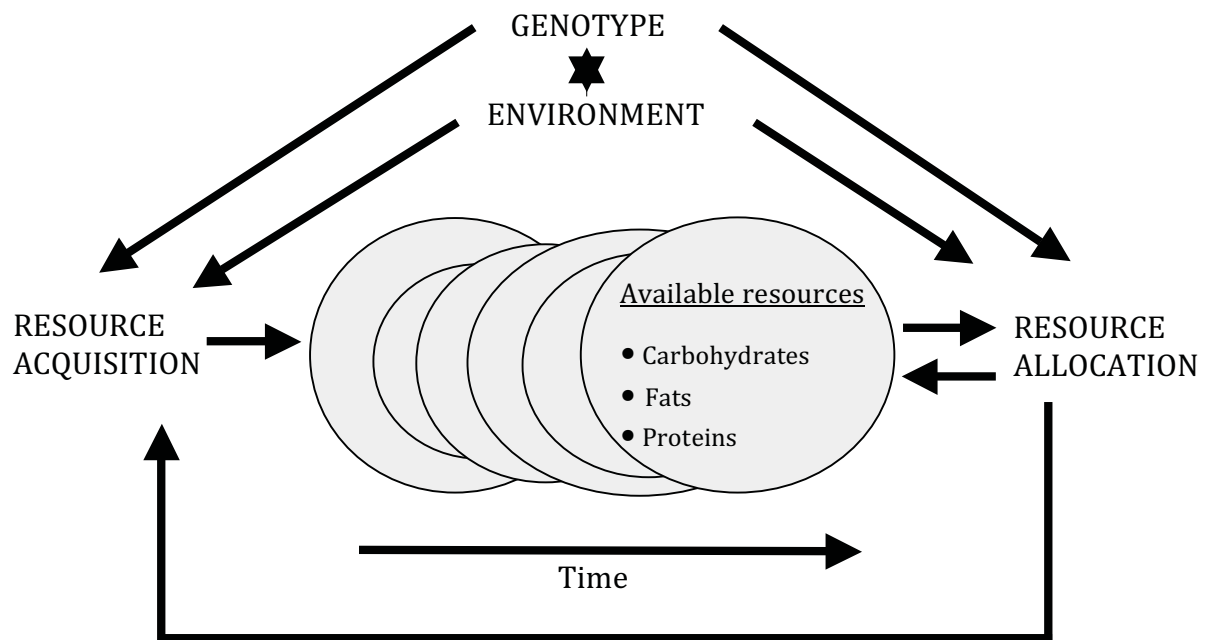 GENOTYPE
ENVIRONMENT
RESOURCE
ACQUISITION
Available resources
• Carbohydrates
• Fats
• Proteins
RESOURCE
ALLOCATION
Time